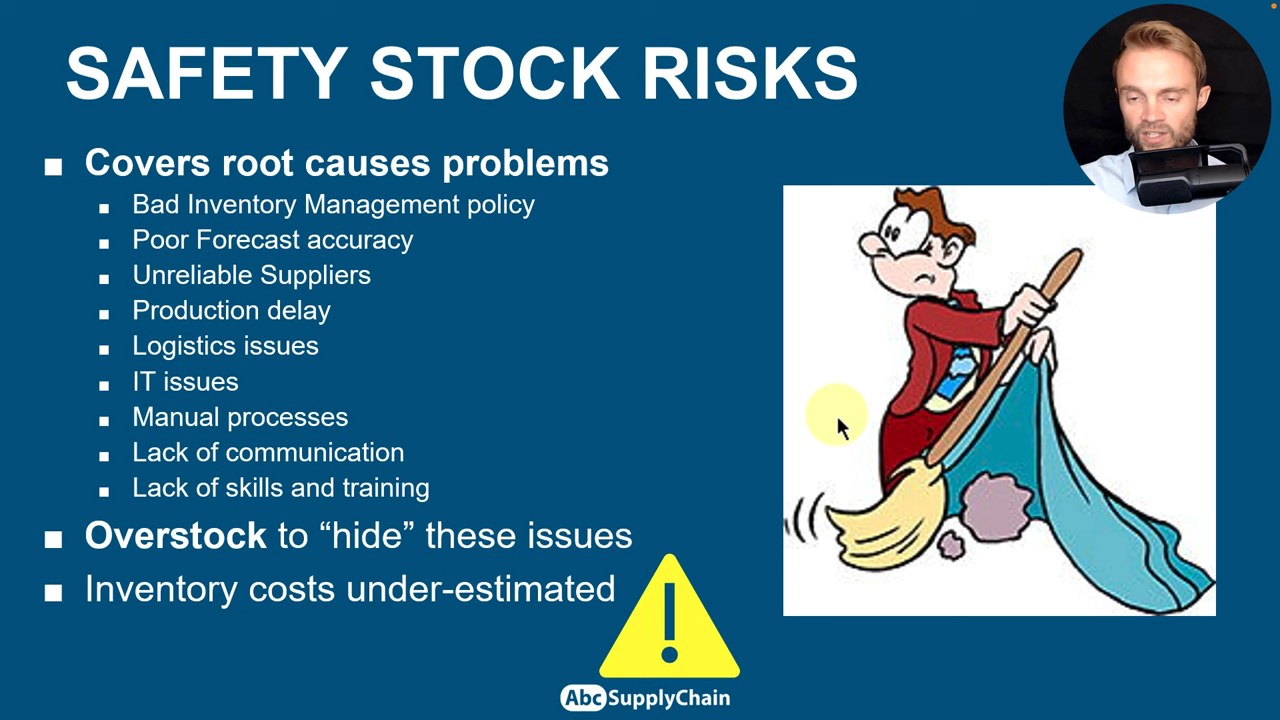 SAFETY STOCK RISKS
Covers root causes problems
Bad Inventory Management policy
Poor Forecast accuracy
Unreliable Suppliers
Production delay
Logistics issues
IT issues
Manual processes
Lack of communication
Lack of skills and training
Overstock to “hide” these issues
Inventory costs under-estimated
!
Abc SupplyChain